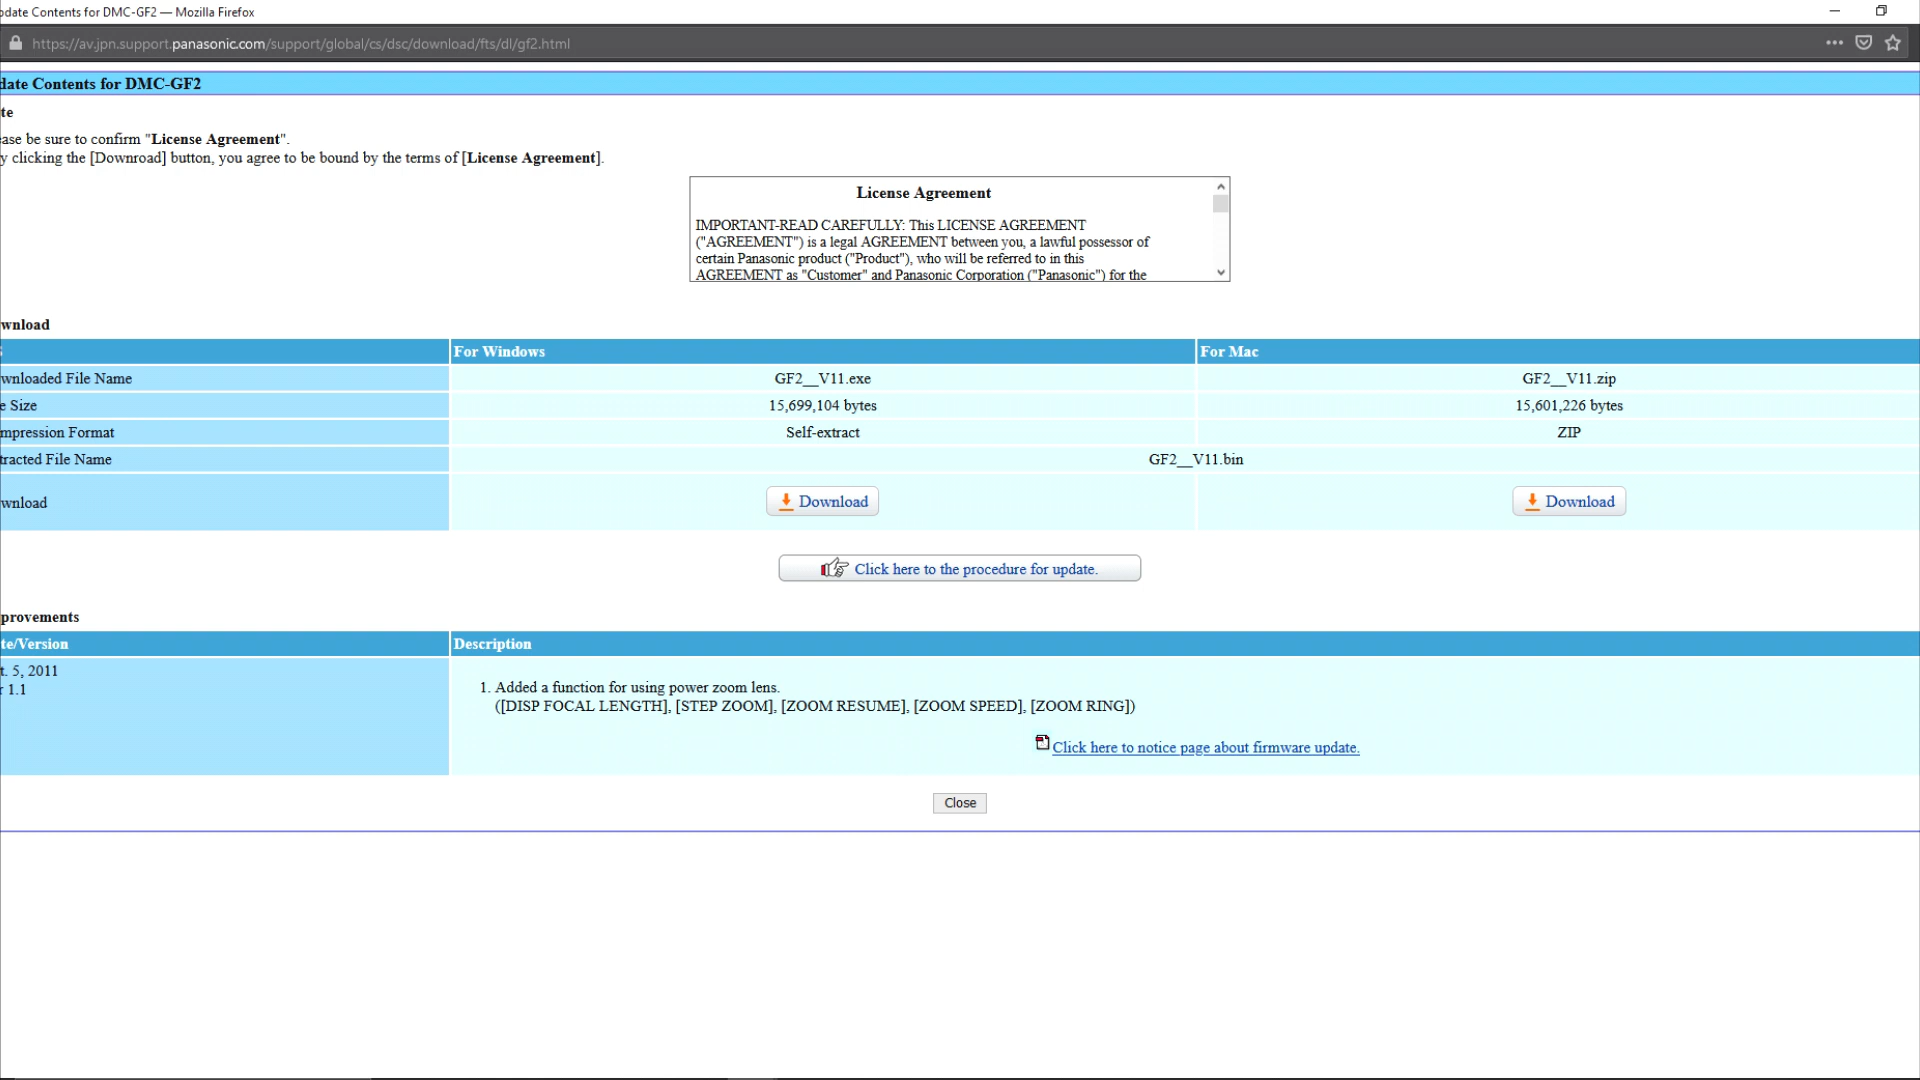 pdate Contents for DMC-GF2 — Mozilla Firefox
https://av.jpn.support.panasonic.com/support/global/cs/dsc/download/fts/dl/gf2.html
date Contents for DMC-GF2
te
ase be sure to confirm "License Agreement".
y clicking the [Downroad] button, you agree to be bound by the terms of [License Agreement].
License Agreement
IMPORTANT-READ CAREFULLY: This LICENSE AGREEMENT
("AGREEMENT") is a legal AGREEMENT between you, a lawful possessor of
certain Panasonic product ("Product"), who will be referred to in this
AGREEMENT as "Customer" and Panasonic Corporation ("Panasonic") for the
wnload
For Windows For Mac
wnloaded File Name GF2__V11.exe GF2__V11.zip
e Size 15,699,104 bytes 15,601,226 bytes
mpression Format Self-extract ZIP
tracted File Name GF2__V11.bin
wnload Download Download
Click here to the procedure for update.
provements
te/Version Description
t. 5, 2011
r 1.1
1. Added a function for using power zoom lens.
([DISP FOCAL LENGTH], [STEP ZOOM], [ZOOM RESUME], [ZOOM SPEED], [ZOOM RING])
Click here to notice page about firmware update.
Close